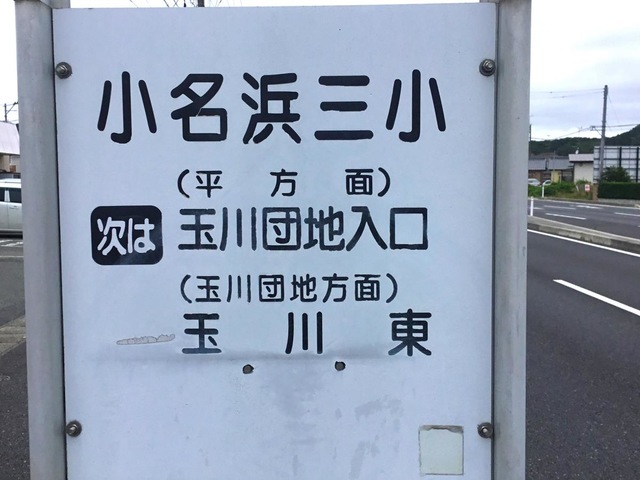 小名浜三小
(平方面)
次は 玉川団地入口
(玉川団地方面)
玉川東